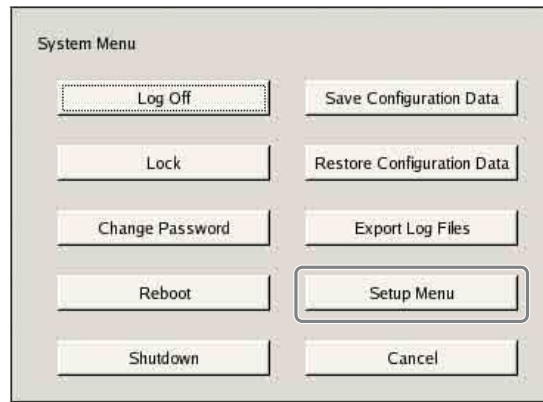 System Menu
Log Off
Save Configuration Data
Lock
Restore Configuration Data
Change Password
Export Log Files
Reboot
Setup Menu
Shutdown
Cancel